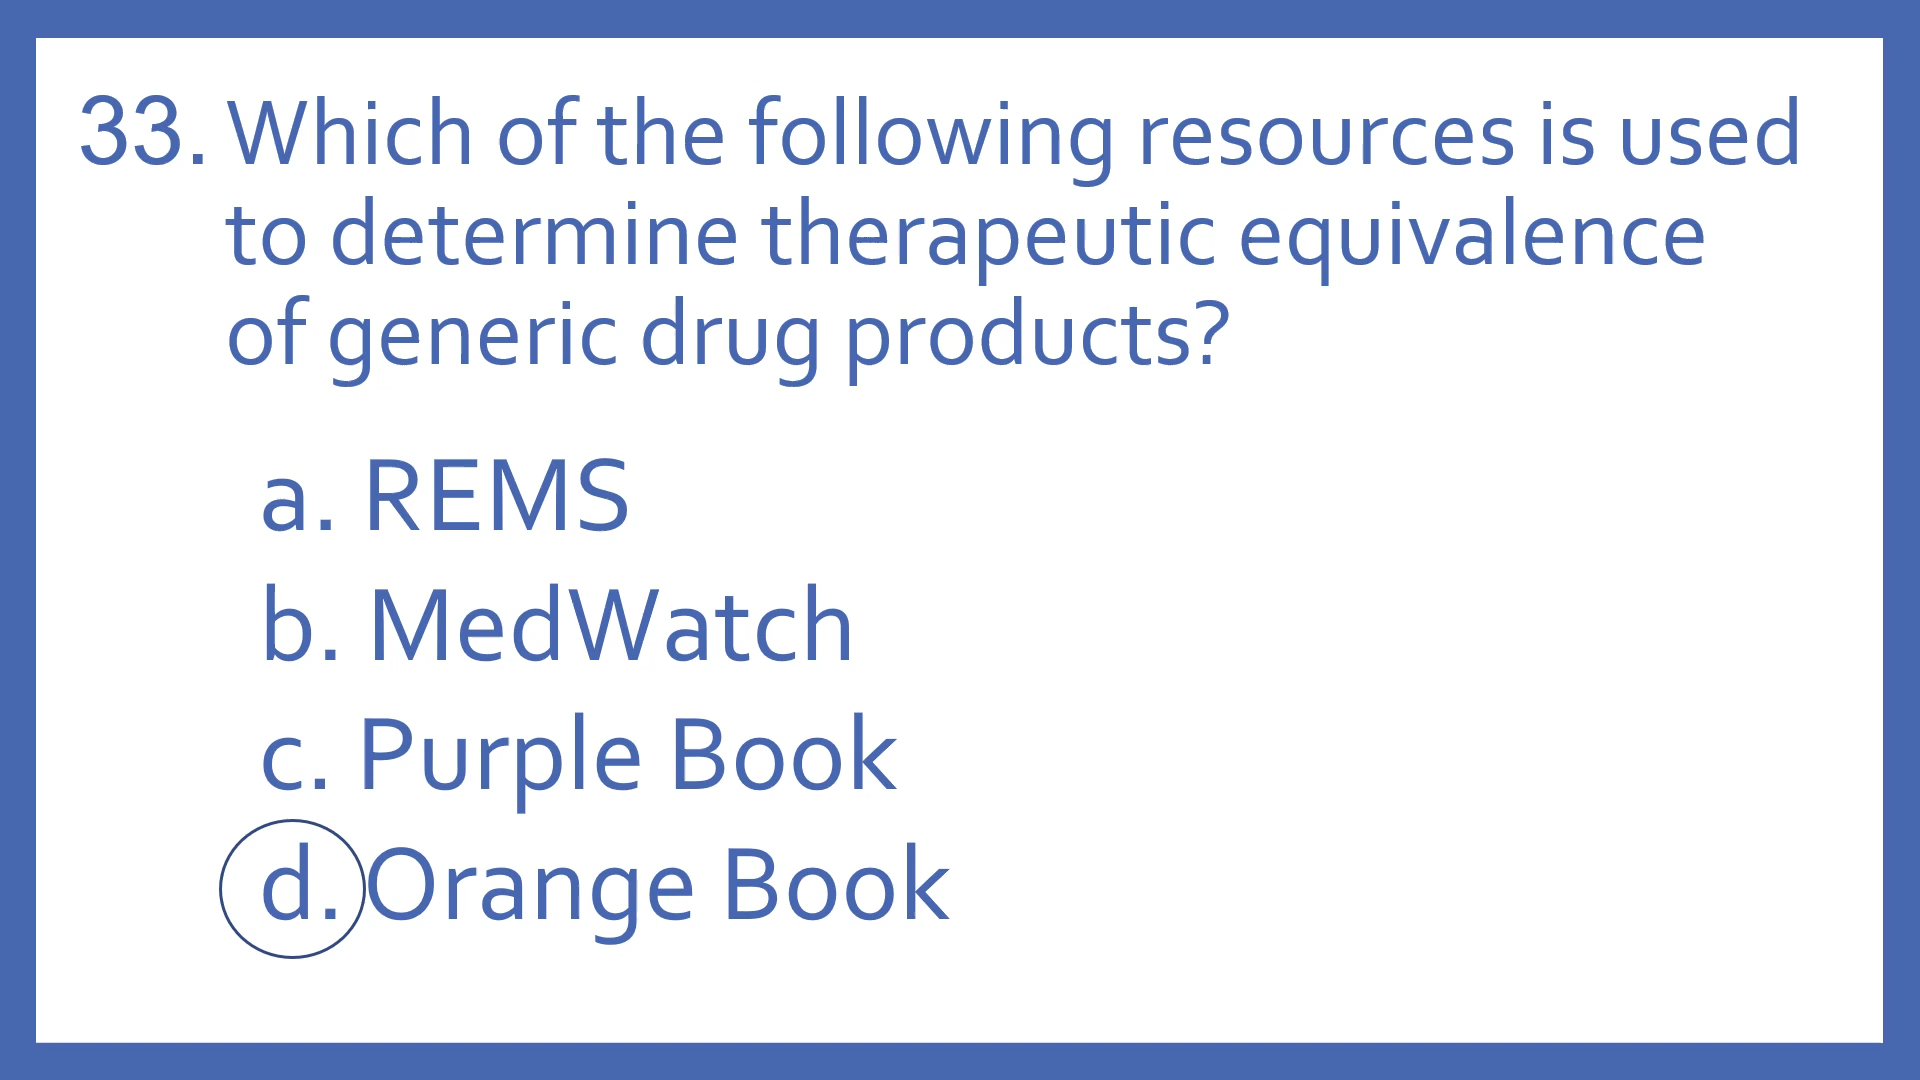 33. Which of the following resources is used
to determine therapeutic equivalence
of generic drug products?
a. REMS
b. MedWatch
c. Purple Book
d. Orange Book